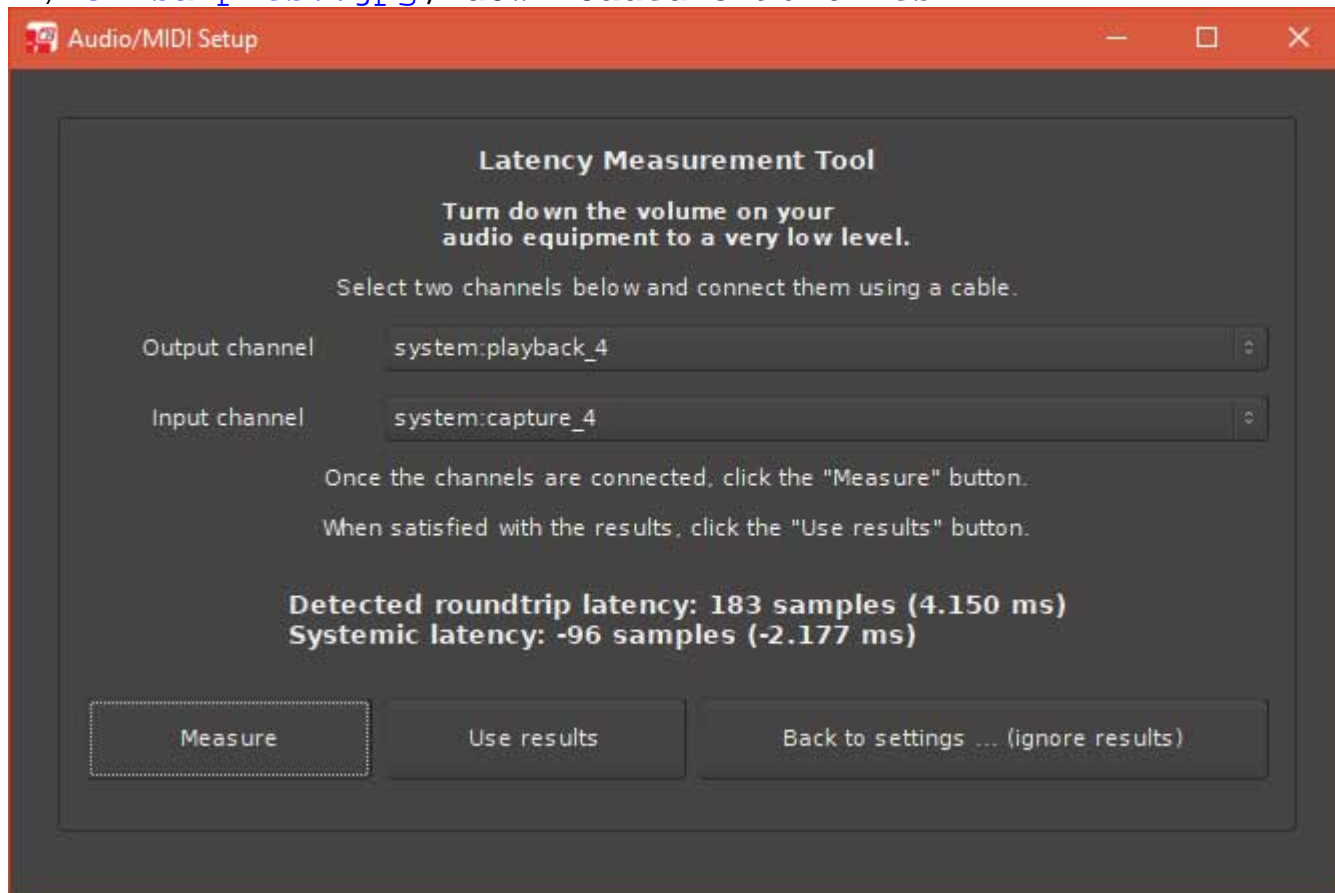 Audio/MIDI Setup
Latency Measurement Tool
Turn down the volume on your
audio equipment to a very low level.
Select two channels below and connect them using a cable.
Output channel system:playback_4
Input channel system:capture_4
Once the channels are connected, click the "Measure" button.
When satisfied with the results, click the "Use results" button.
Detected roundtrip latency: 183 samples (4.150 ms)
Systemic latency: -96 samples (-2.177 ms)
Measure Use results Back to settings ... (ignore results)